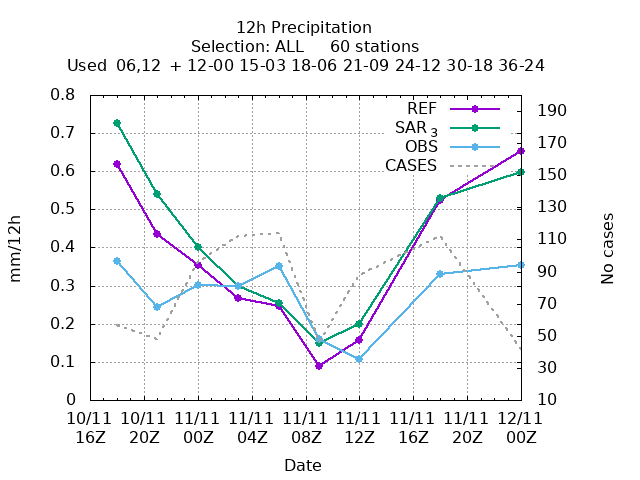 12h Precipitation
Selection: ALL 60 stations
Used 06,12 + 12-00 15-03 18-06 21-09 24-12 30-18 36-24
REF
SAR 3
OBS
CASES
0.8
0.7
0.6
0.5
0.4
0.3
0.2
0.1
0
mm/12h
190
170
150
130
110
90
70
50
30
10
No cases
10/11 10/11 11/11 11/11 11/11 11/11 11/11 11/11 12/11
16Z 20Z 00Z 04Z 08Z 12Z 16Z 20Z 00Z
Date